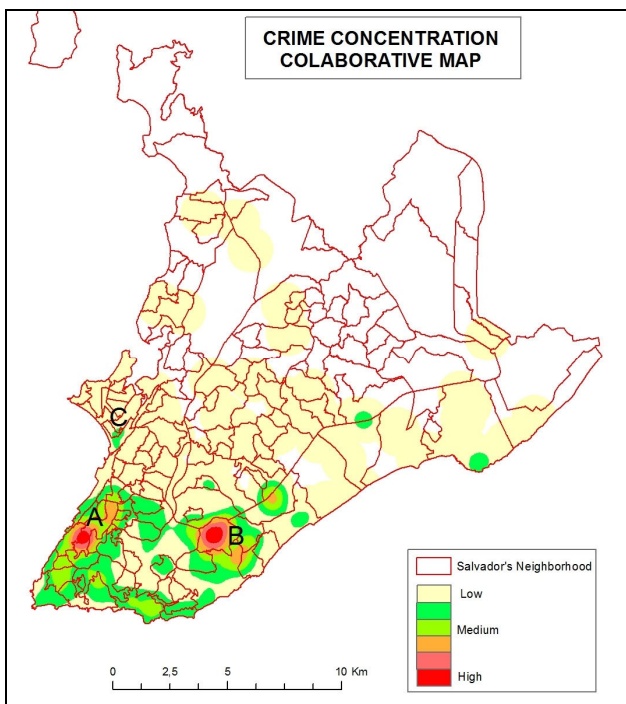 CRIME CONCENTRATION
COLABORATIVE MAP
C
A
B
Salvador's Neighborhood
Low
Medium
High
0 2,5 5 10 Km